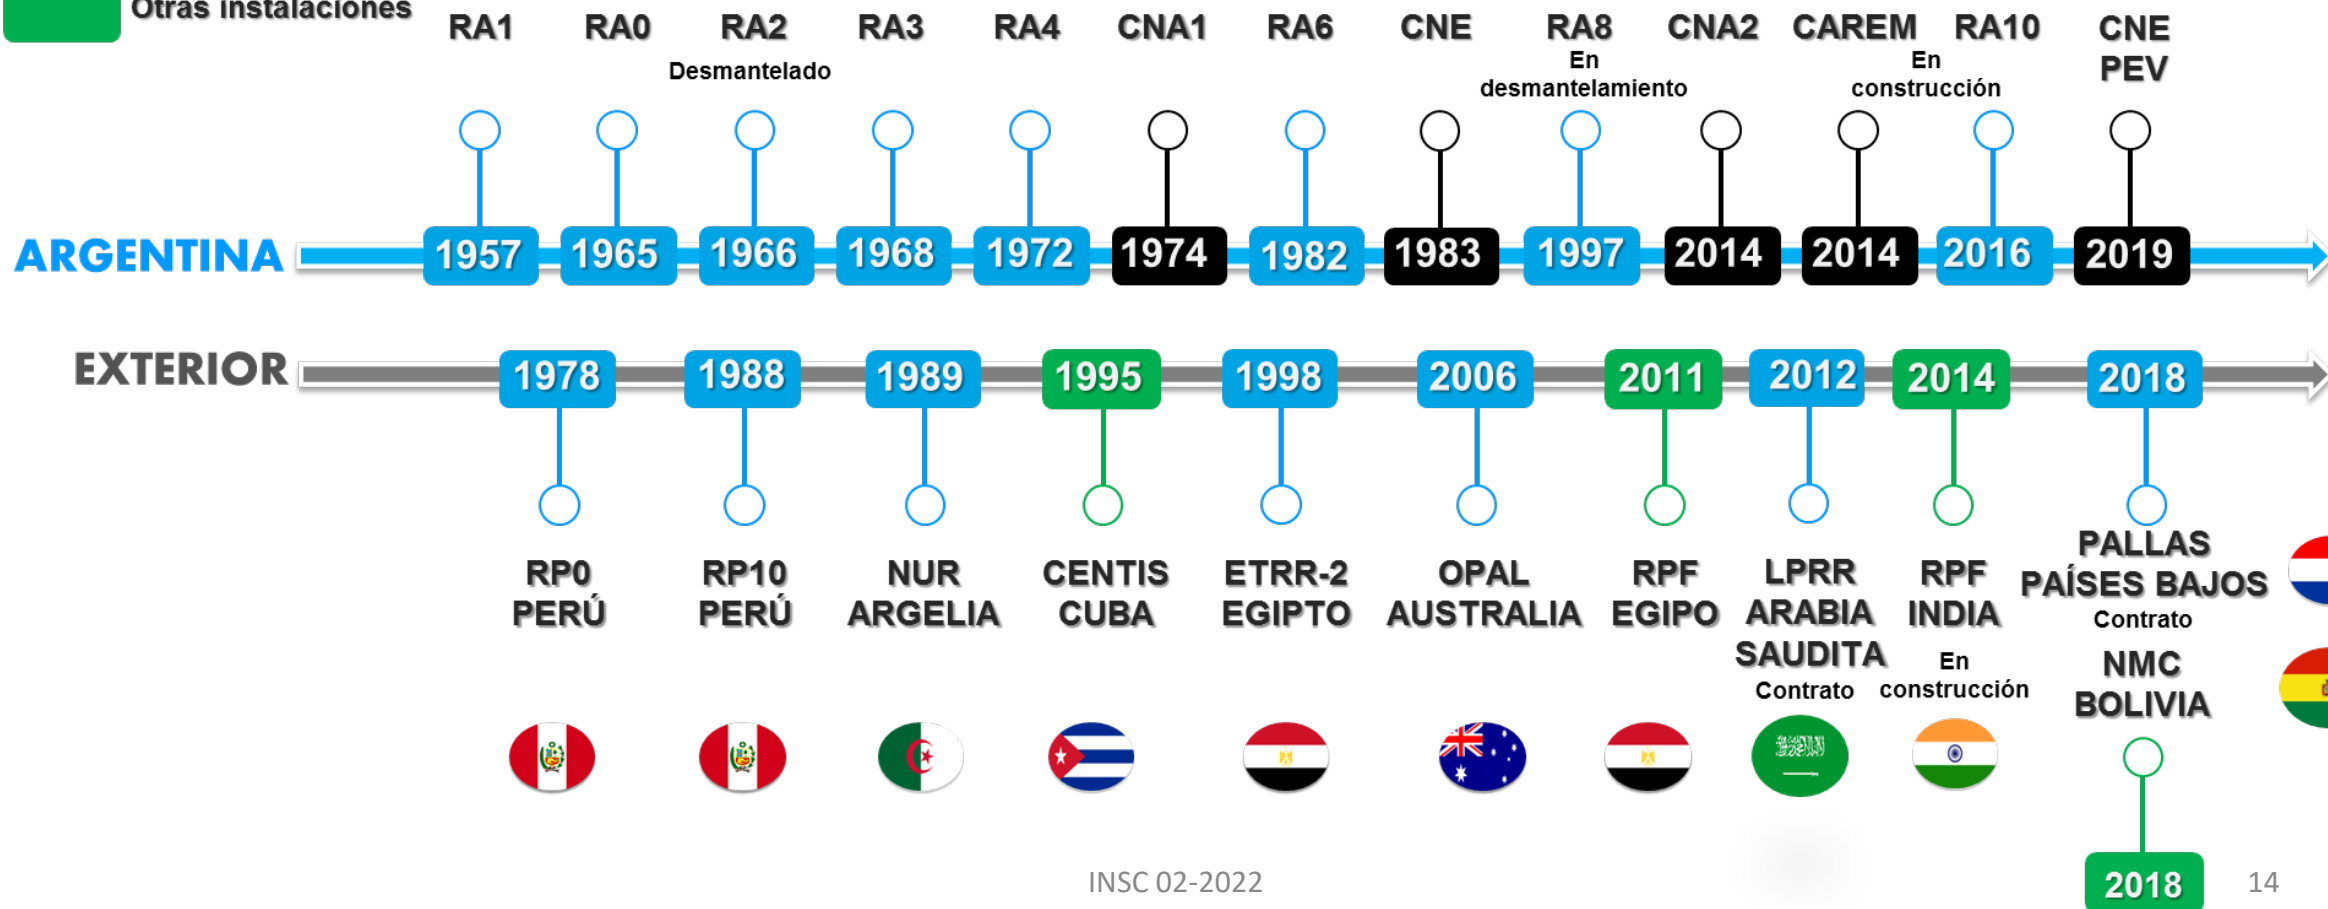 Otras instalaciones
RA1 RA0 RA2 RA3 RA4 CNA1 RA6 CNE RA8 CNA2 CAREM RA10 CNE
PEV
Desmantelado
En
desmantelamiento
En
construcción
ARGENTINA 1957 1965 1966 1968 1972 1974 1982 1983 1997 2014 2014 2016 2019
EXTERIOR 1978 1988 1989 1995 1998 2006 2011 2012 2014 2018
RP0
PERÚ
RP10
PERÚ
NUR
ARGELIA
CENTIS
CUBA
ETRR-2
EGIPTO
OPAL
AUSTRALIA
RPF
EGIPO
LPRR
ARABIA
SAUDITA
Contrato
RPF
INDIA
En
construcción
PALLAS
PAÍSES BAJOS
Contrato
NMC
BOLIVIA
2018
INSC 02-2022
14